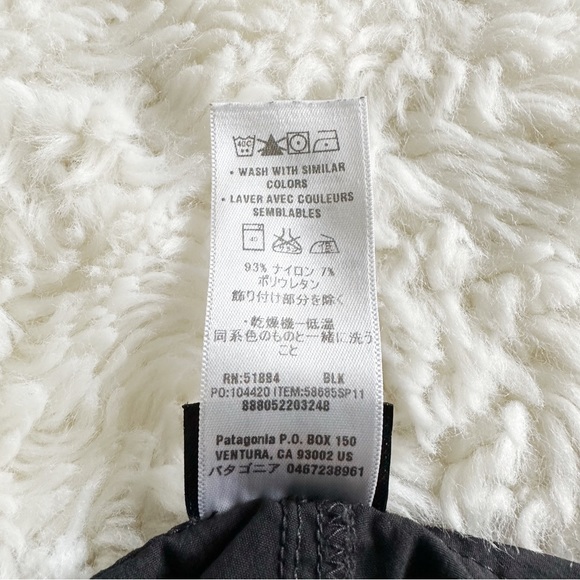 40C
• WASH WITH SIMILAR
COLORS
• LAVER AVEC COULEURS
SEMBLABLES
40
93% ナイロン 7%
ポリウレタン
飾り付け部分を除く
・乾燥機ー低温
同系色のものと一緒に洗う
こと
RN:51884 BLK
PO:104420 ITEM:58685SP11
888052203248
Patagonia P.O. BOX 150
VENTURA, CA 93002 US
パタゴニア 0467238961